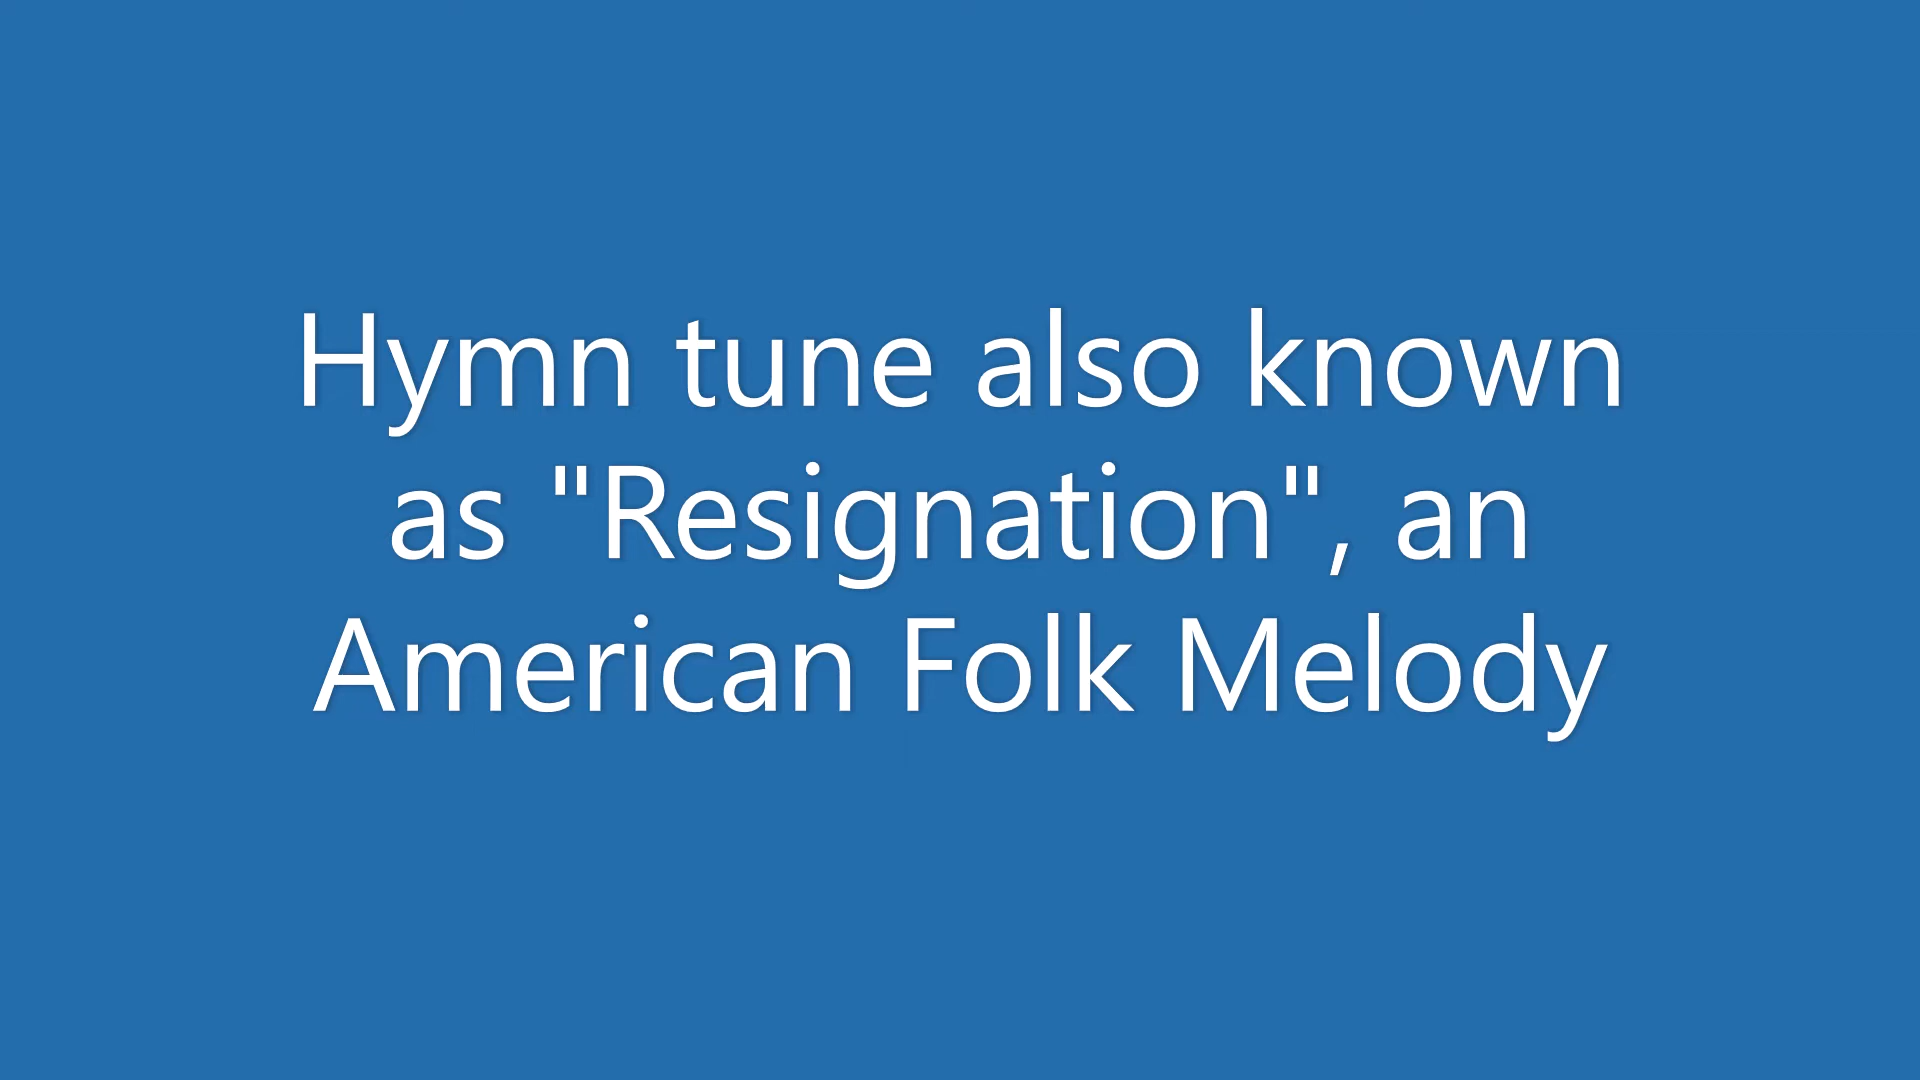 Hymn tune also known
as "Resignation", an
American Folk Melody